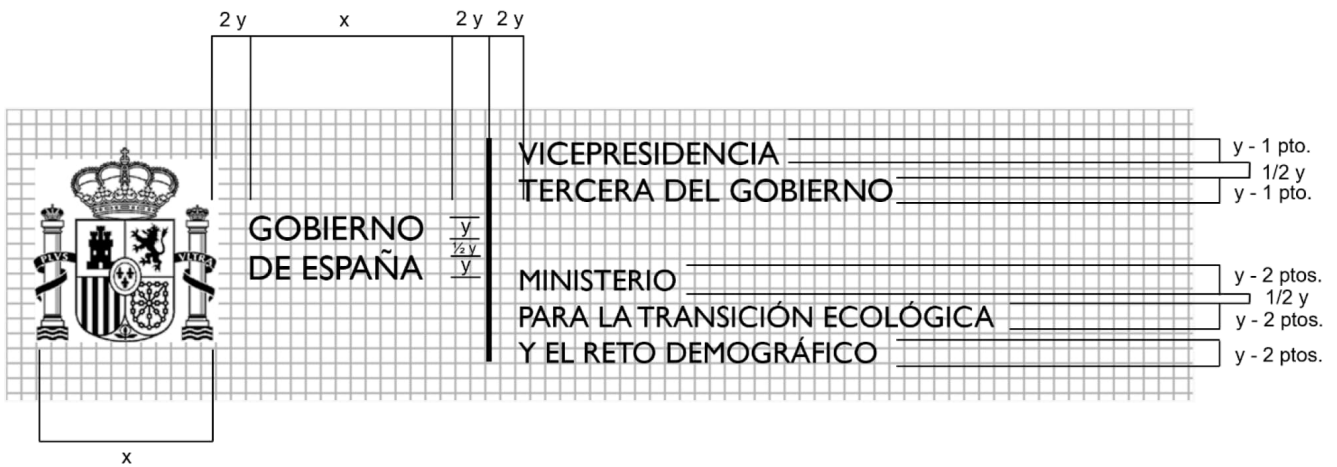 2 y x 2 y 2 y
VICEPRESIDENCIA
TERCERA DEL GOBIERNO
y - 1 pto.
1/2 y
y - 1 pto.
PLVS VLTRA
GOBIERNO
DE ESPAÑA
y
½ y
y
MINISTERIO
PARA LA TRANSICIÓN ECOLÓGICA
Y EL RETO DEMOGRÁFICO
y - 2 ptos.
1/2 y
y - 2 ptos.
y - 2 ptos.
x